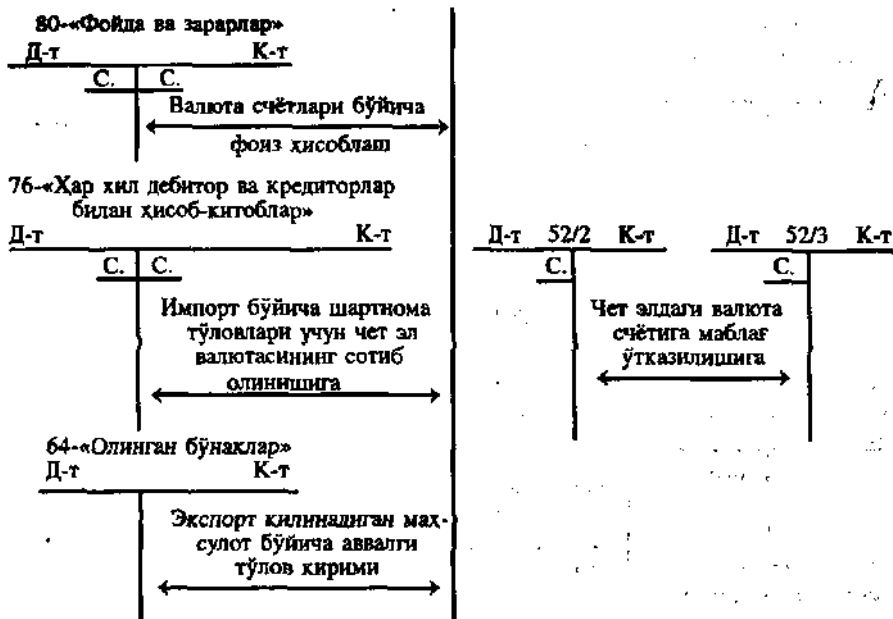 80-«Фойда ва зарарлар»
Д-т К-т
С. С.
Валюта счётлари бўйича
фоиз ҳисоблаш
76-«Ҳар хил дебитор ва кредиторлар
билан ҳисоб-китоблар»
Д-т К-т
С. С.
Импорт бўйича шартнома
тўловлари учун чет эл
валютасининг сотиб
олинишига
Д-т 52/2 К-т
С.
Д-т 52/3 К-т
С.
Чет элдаги валюта
счётига маблағ
ўтказилишига
64-«Олинган бўнаклар»
Д-т К-т
Экспорт қилинадиган мах-
сулот бўйича аввалги
тўлов кирими